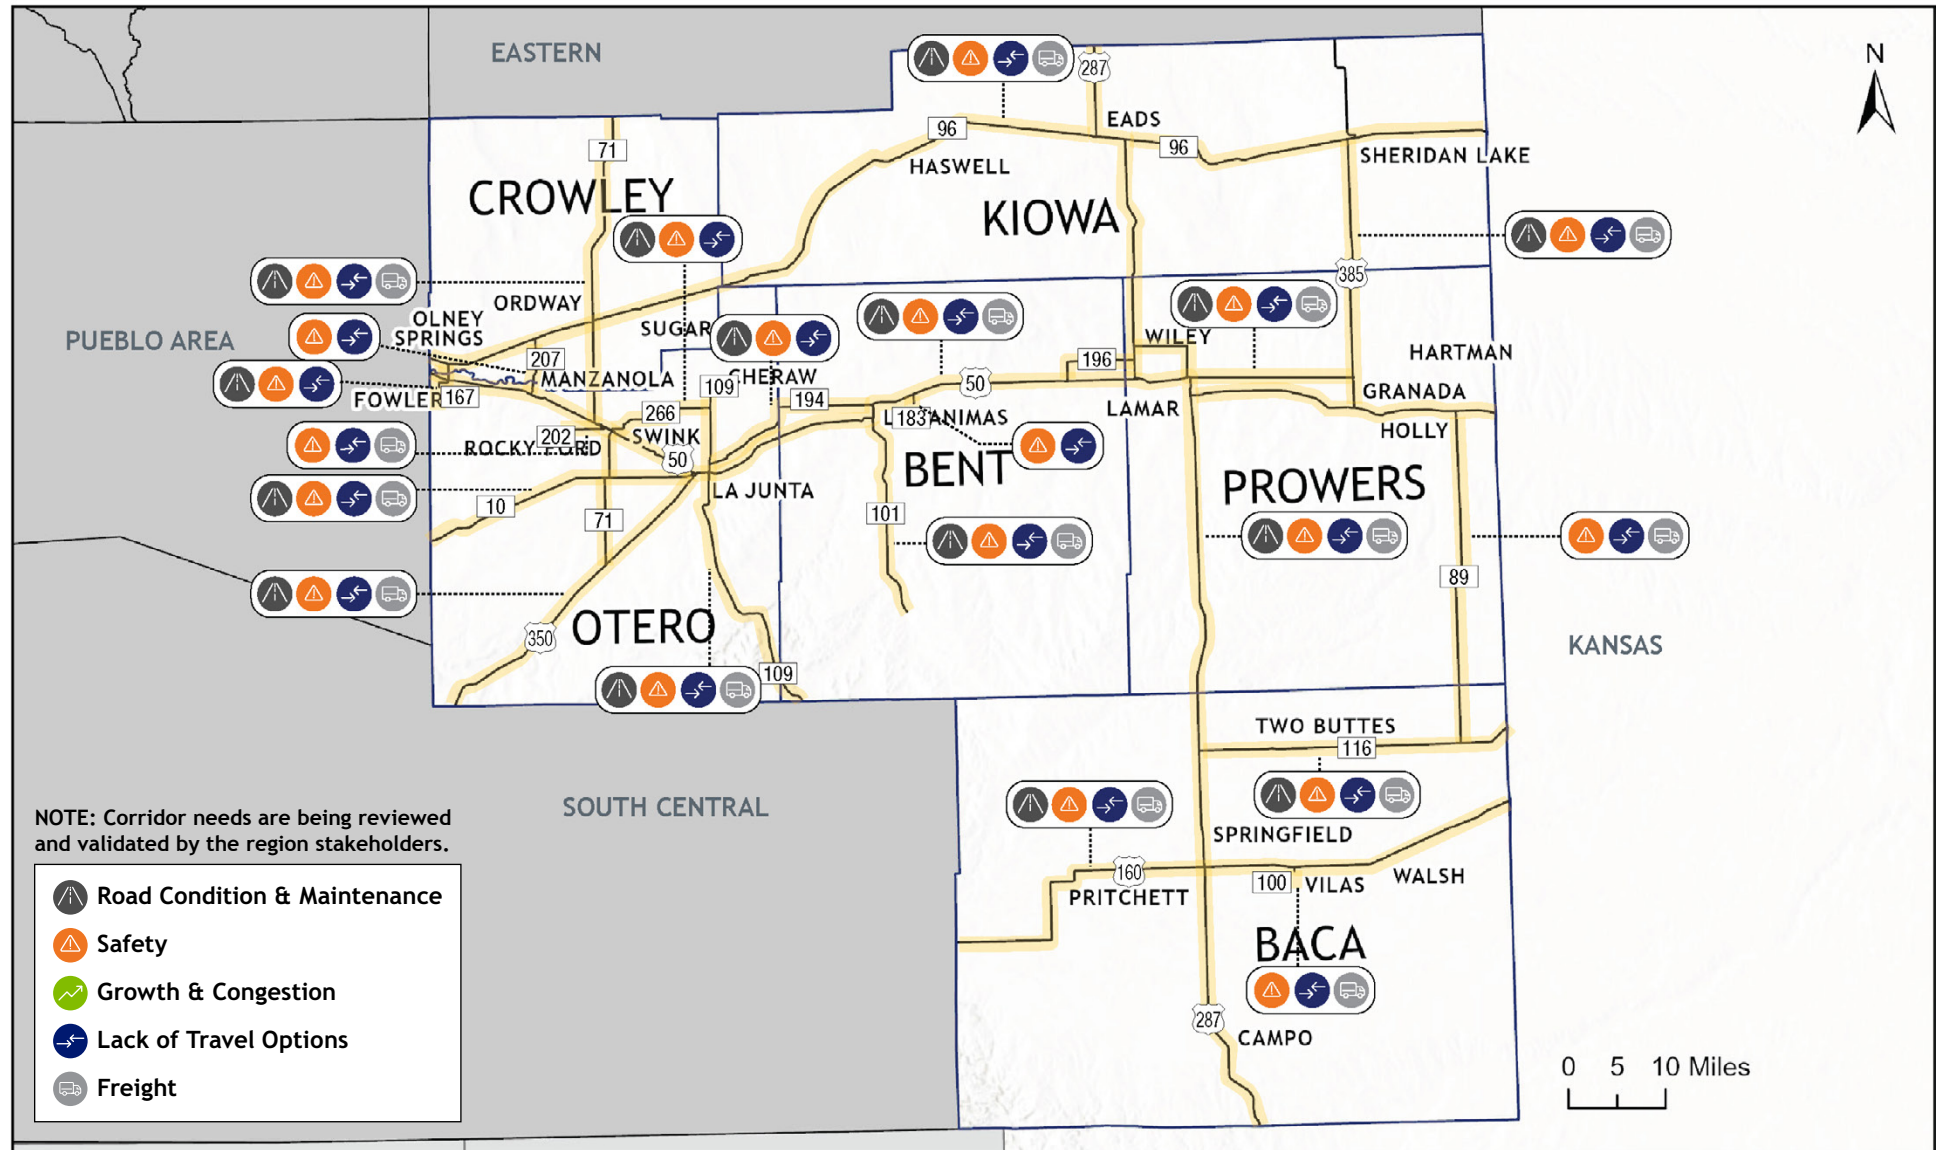 EASTERN
N
287
96
EADS
96
SHERIDAN LAKE
HASWELL
71
CROWLEY
KIOWA
385
ORDWAY
OLNEY
SPRINGS
SUGAR
PUEBLO AREA
WILEY
HARTMAN
207
MANZANOLA
CHERAW
109
196
50
FOWLER
167
194
GRANADA
266
183
ANIMAS
LAMAR
HOLLY
202
SWINK
ROCKY FORD
50
BENT
LA JUNTA
PROWERS
10
71
101
89
350
OTERO
KANSAS
109
TWO BUTTES
116
SOUTH CENTRAL
SPRINGFIELD
160
PRITCHETT
100
VILAS
WALSH
BACA
287
CAMPO
NOTE: Corridor needs are being reviewed
and validated by the region stakeholders.
Road Condition & Maintenance
Safety
Growth & Congestion
Lack of Travel Options
Freight
0 5 10 Miles